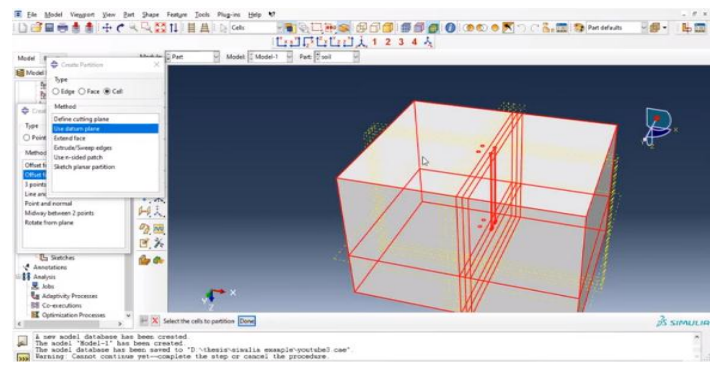 File Model Viewport View Part Shape Feature Tools Plug-ins Help
Cells
Part defaults
1 2 3 4
Model
Module: Part Model: Model-1 Part: soil
Model
Create Partition
Type
Edge Face Cell
Method
Define cutting plane
Use datum plane
Extend face
Extrude/Sweep edges
Use n-sided patch
Sketch planar partition
Type
Point
Method
Offset
Offset
3 points
Line an
Point and normal
Midway between 2 points
Rotate from plane
Sketches
Annotations
Analysis
Jobs
Adaptivity Processes
Co-executions
Optimization Processes
X
Y
X
Select the cells to partition Done
SIMULIA
A new model database has been created.
The model "Model-1" has been created.
The model database has been saved to "D:\thesis\simulia example\youtube3.cae".
Warning: Cannot continue yet--complete the step or cancel the procedure.